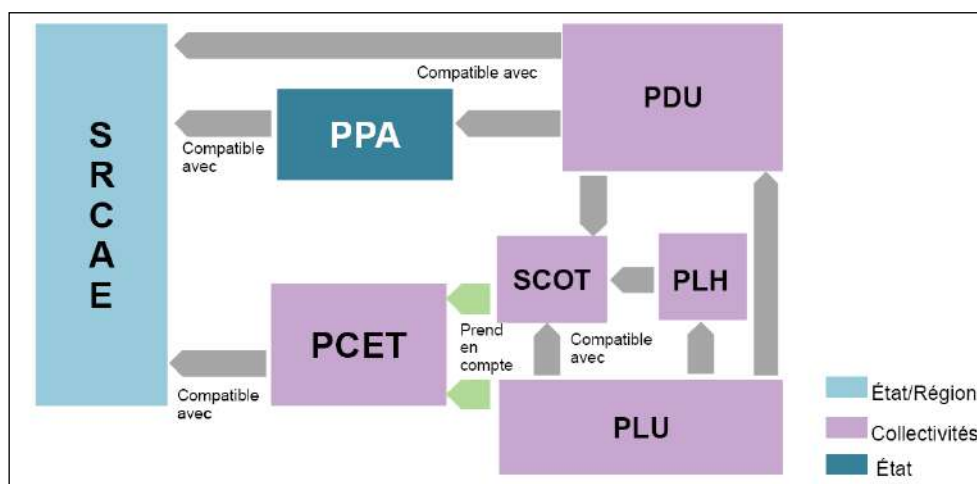 S
R
C
A
E
Compatible avec
PDU
PPA
Compatible
avec
SCOT
PLH
PCET
Prend
en
compte
Compatible
avec
Compatible
avec
PLU
État/Région
Collectivités
État